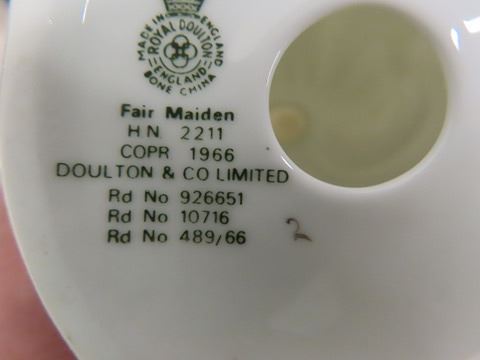 MADE IN ENGLAND
ROYAL DOULTON
ENGLAND
BONE CHINA
Fair Maiden
H N 2211
COPR 1966
DOULTON & CO LIMITED
Rd No 926651
Rd No 10716
Rd No 489/66
2